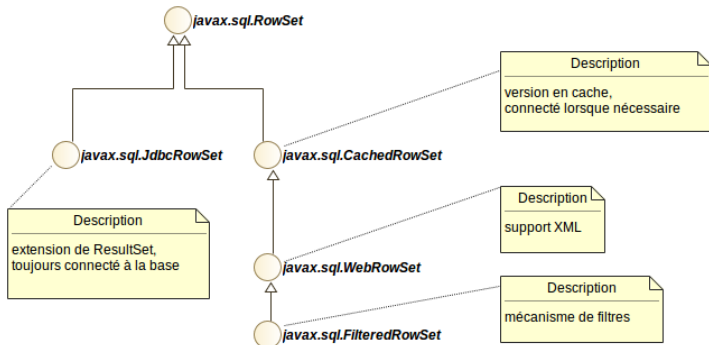 javax.sql.RowSet
Description
version en cache,
connecté lorsque nécessaire
javax.sql.JdbcRowSet
javax.sql.CachedRowSet
Description
extension de ResultSet,
toujours connecté à la base
Description
support XML
javax.sql.WebRowSet
Description
mécanisme de filtres
javax.sql.FilteredRowSet